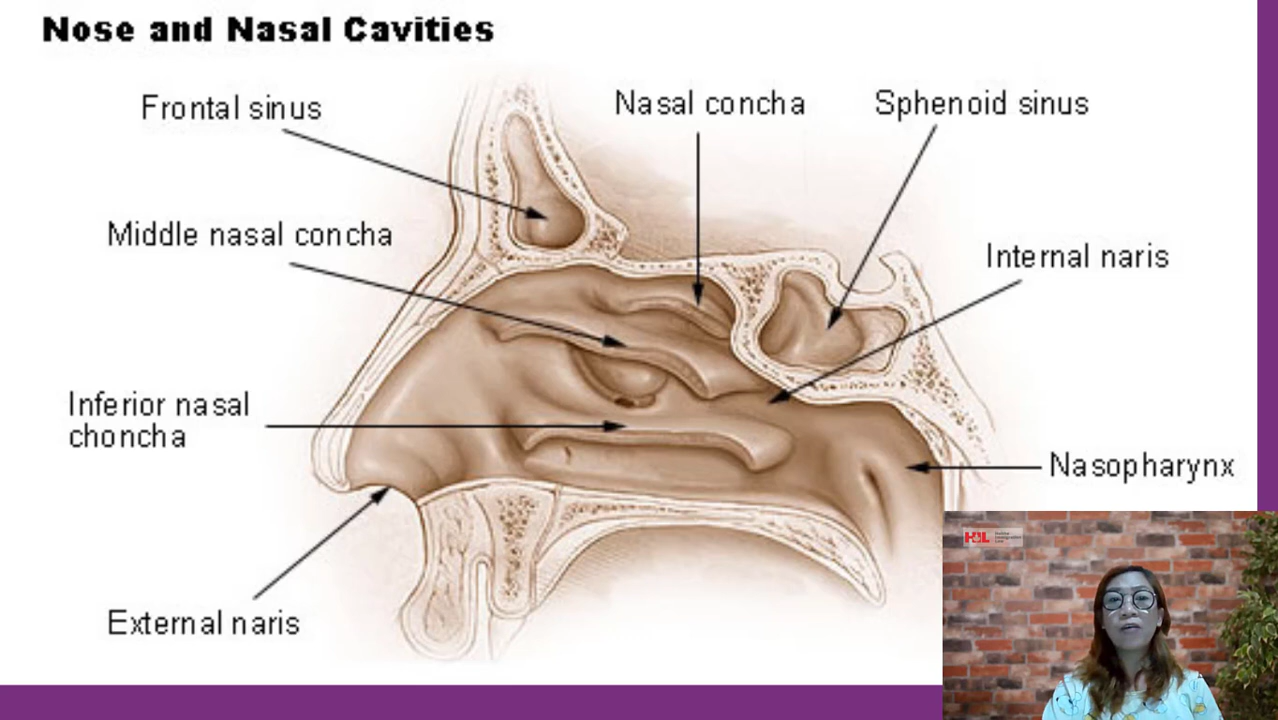 Nose and Nasal Cavities
Frontal sinus
Nasal concha
Sphenoid sinus
Middle nasal concha
Internal naris
Inferior nasal
choncha
Nasopharynx
External naris